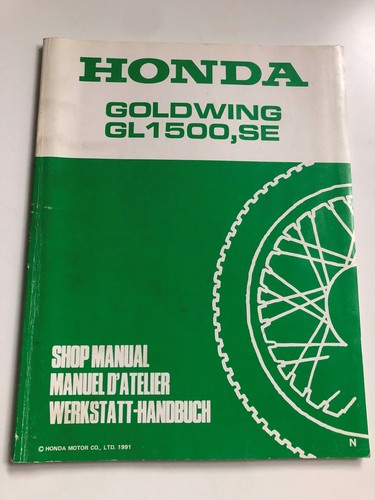 HONDA
GOLDWING
GL1500,SE
SHOP MANUAL
MANUEL D'ATELIER
WERKSTATT-HANDBUCH
© HONDA MOTOR CO., LTD. 1991
N